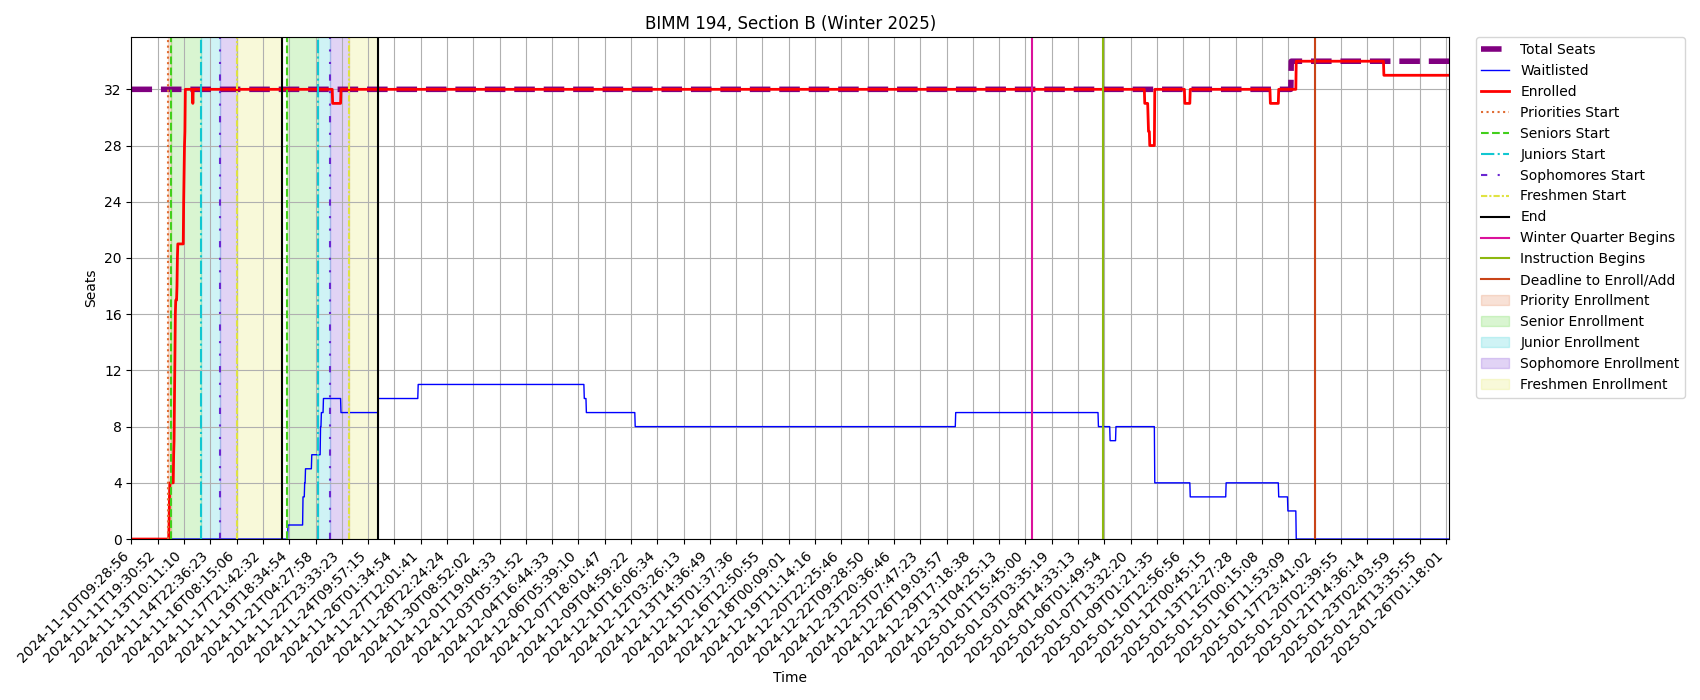 BIMM 194, Section B (Winter 2025)
Seats
32
28
24
20
16
12
8
4
0
2024-11-10T09:28:56
2024-11-11T19:30:52
2024-11-13T10:11:10
2024-11-14T22:36:23
2024-11-16T08:15:06
2024-11-17T21:42:32
2024-11-19T18:34:54
2024-11-21T04:27:58
2024-11-22T23:33:23
2024-11-24T09:57:15
2024-11-26T01:34:54
2024-11-27T12:01:41
2024-11-28T22:24:24
2024-11-30T08:52:02
2024-12-01T19:04:33
2024-12-03T05:31:52
2024-12-04T16:44:33
2024-12-06T05:39:10
2024-12-07T18:01:47
2024-12-09T04:59:22
2024-12-10T16:06:34
2024-12-12T03:26:13
2024-12-13T14:36:49
2024-12-15T01:37:36
2024-12-16T12:50:55
2024-12-18T00:09:01
2024-12-19T11:14:16
2024-12-20T22:25:46
2024-12-22T09:28:50
2024-12-23T20:36:46
2024-12-25T07:47:23
2024-12-26T19:03:57
2024-12-29T17:18:38
2024-12-31T04:25:13
2025-01-01T15:45:00
2025-01-03T03:35:19
2025-01-04T14:33:13
2025-01-06T01:49:54
2025-01-07T13:32:20
2025-01-09T01:21:35
2025-01-10T12:56:56
2025-01-12T00:45:15
2025-01-13T12:27:28
2025-01-15T00:15:08
2025-01-16T11:53:09
2025-01-17T23:41:02
2025-01-20T02:39:55
2025-01-21T14:36:14
2025-01-23T02:03:59
2025-01-24T13:35:55
2025-01-26T01:18:01
Time
Total Seats
Waitlisted
Enrolled
Priorities Start
Seniors Start
Juniors Start
Sophomores Start
Freshmen Start
End
Winter Quarter Begins
Instruction Begins
Deadline to Enroll/Add
Priority Enrollment
Senior Enrollment
Junior Enrollment
Sophomore Enrollment
Freshmen Enrollment